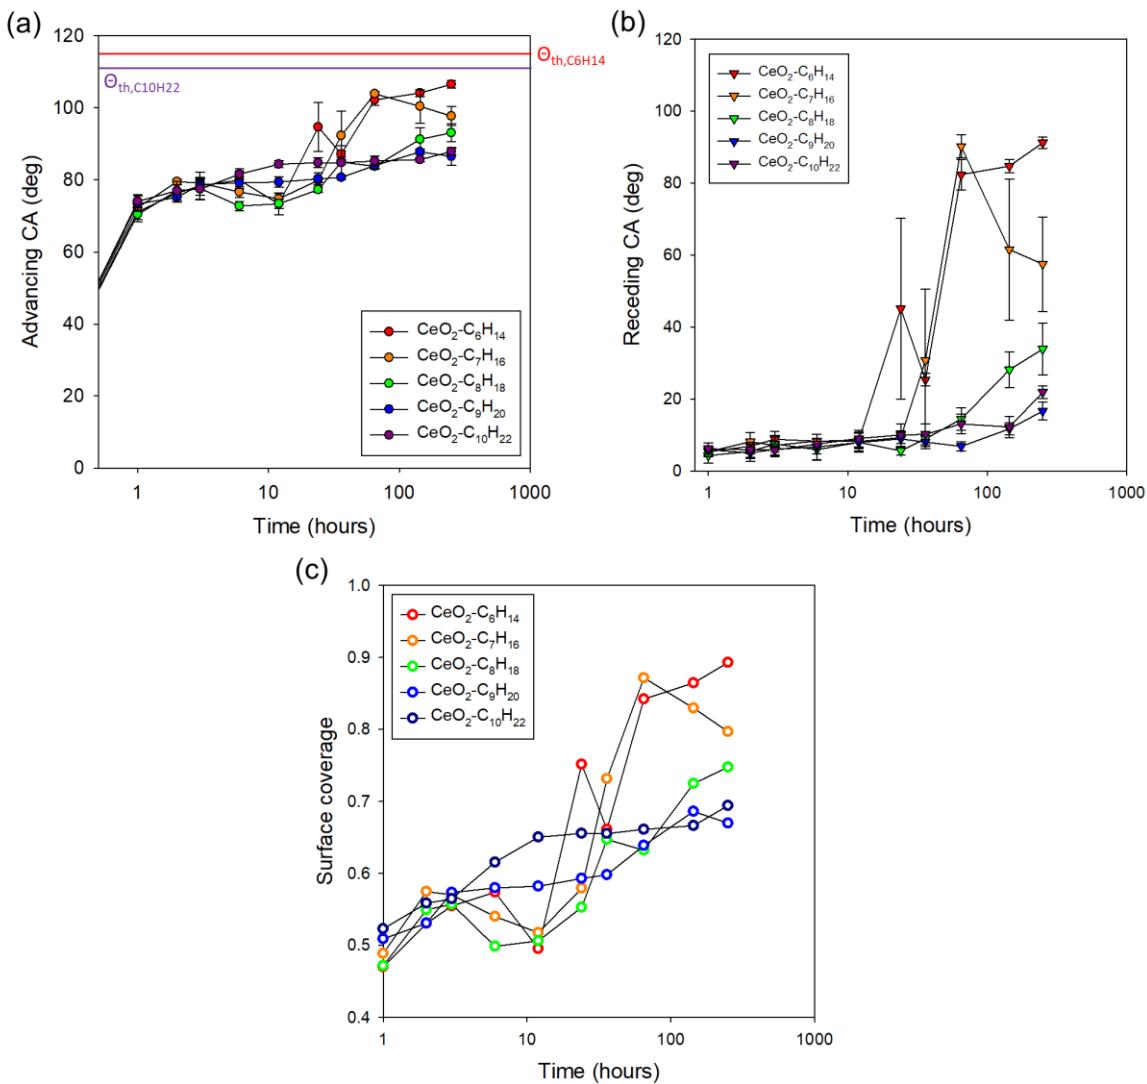 (a)
120
100
80
60
40
20
0
Advancing CA (deg)
Θth,C6H14
Θth,C10H22
CeO2-C6H14
CeO2-C7H16
CeO2-C8H18
CeO2-C9H20
CeO2-C10H22
1 10 100 1000
Time (hours)
(b)
120
100
80
60
40
20
0
Receding CA (deg)
CeO2-C6H14
CeO2-C7H16
CeO2-C8H18
CeO2-C9H20
CeO2-C10H22
1 10 100 1000
Time (hours)
(c)
1.0
0.9
0.8
0.7
0.6
0.5
0.4
Surface coverage
CeO2-C6H14
CeO2-C7H16
CeO2-C8H18
CeO2-C9H20
CeO2-C10H22
1 10 100 1000
Time (hours)